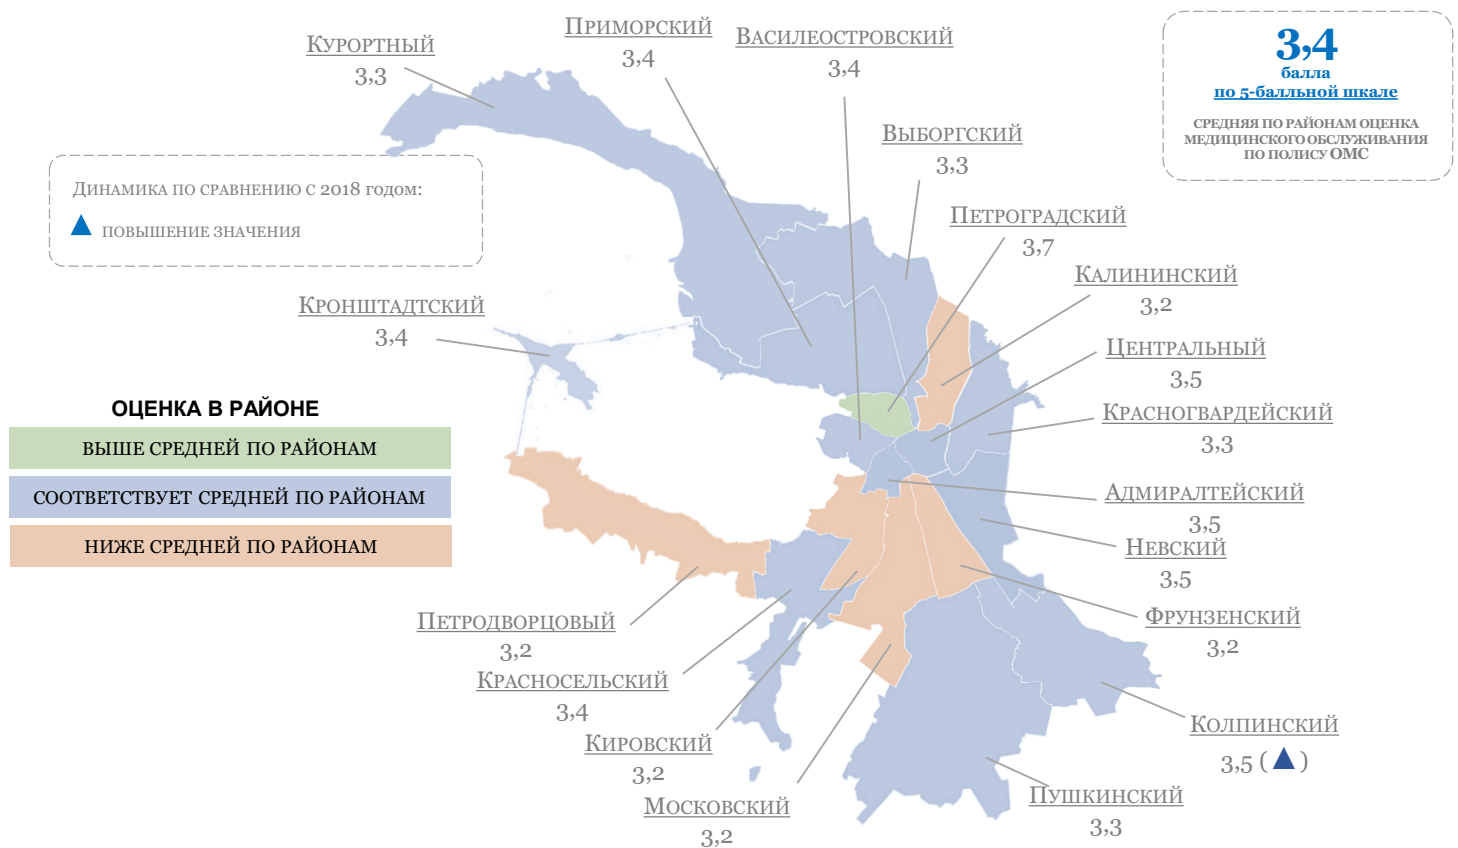 Курортный
3,3
Приморский
3,4
Василеостровский
3,4
3,4
балла
по 5-балльной шкале
СРЕДНЯЯ ПО РАЙОНАМ ОЦЕНКА
МЕДИЦИНСКОГО ОБСЛУЖИВАНИЯ
ПО ПОЛИСУ ОМС
Выборгский
3,3
Динамика по сравнению с 2018 годом:
повышение значения
Петроградский
3,7
Калининский
3,2
Кронштадтский
3,4
Центральный
3,5
ОЦЕНКА В РАЙОНЕ
ВЫШЕ СРЕДНЕЙ ПО РАЙОНАМ
СООТВЕТСТВУЕТ СРЕДНЕЙ ПО РАЙОНАМ
НИЖЕ СРЕДНЕЙ ПО РАЙОНАМ
Красногвардейский
3,3
Адмиралтейский
3,5
Невский
3,5
Фрунзенский
3,2
Петродворцовый
3,2
Красносельский
3,4
Кировский
3,2
Московский
3,2
Колпинский
3,5 (▲)
Пушкинский
3,3